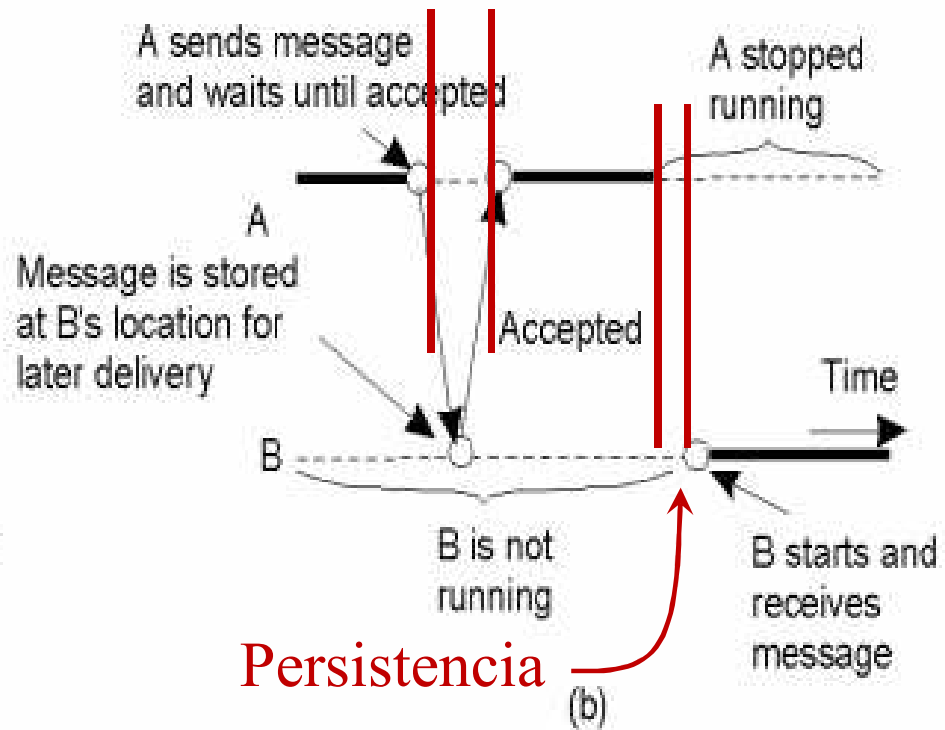 A sends message
and waits until accepted
A stopped
running
A
Message is stored
at B's location for
later delivery
Accepted
Time
B
B is not
running
B starts and
receives
message
Persistencia
(b)